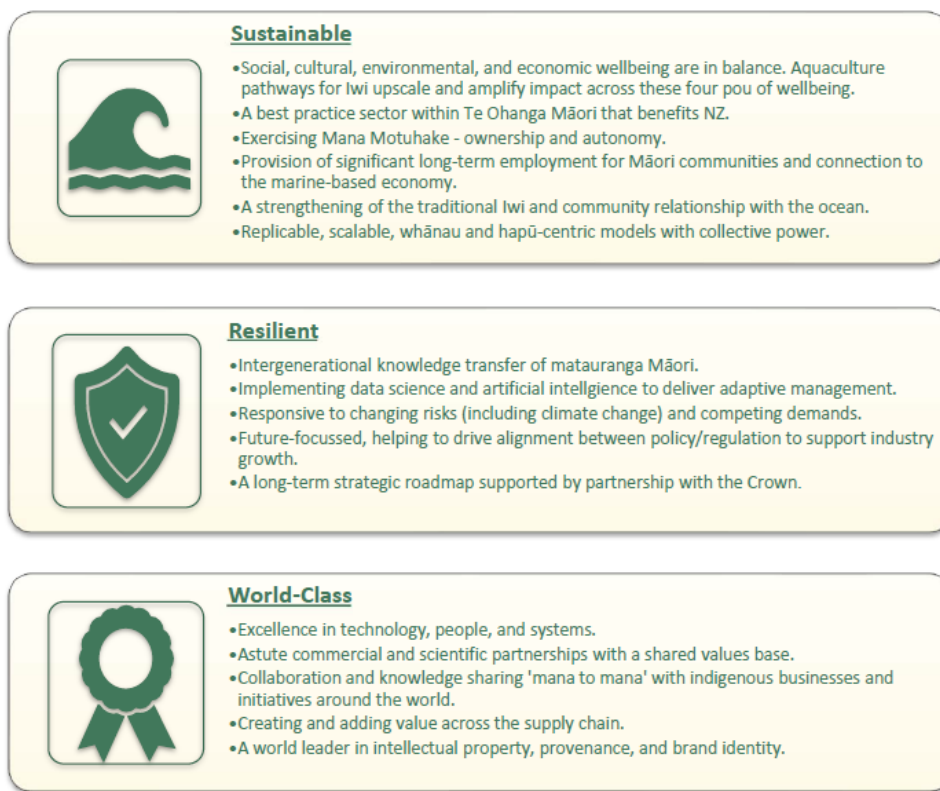 Sustainable
•Social, cultural, environmental, and economic wellbeing are in balance. Aquaculture
pathways for Iwi upscale and amplify impact across these four pou of wellbeing.
•A best practice sector within Te Ohanga Māori that benefits NZ.
•Exercising Mana Motuhake - ownership and autonomy.
•Provision of significant long-term employment for Māori communities and connection to
the marine-based economy.
•A strengthening of the traditional Iwi and community relationship with the ocean.
•Replicable, scalable, whānau and hapū-centric models with collective power.
Resilient
•Intergenerational knowledge transfer of matauranga Māori.
•Implementing data science and artificial intellgience to deliver adaptive management.
•Responsive to changing risks (including climate change) and competing demands.
•Future-focussed, helping to drive alignment between policy/regulation to support industry
growth.
•A long-term strategic roadmap supported by partnership with the Crown.
World-Class
•Excellence in technology, people, and systems.
•Astute commercial and scientific partnerships with a shared values base.
•Collaboration and knowledge sharing 'mana to mana' with indigenous businesses and
initiatives around the world.
•Creating and adding value across the supply chain.
•A world leader in intellectual property, provenance, and brand identity.